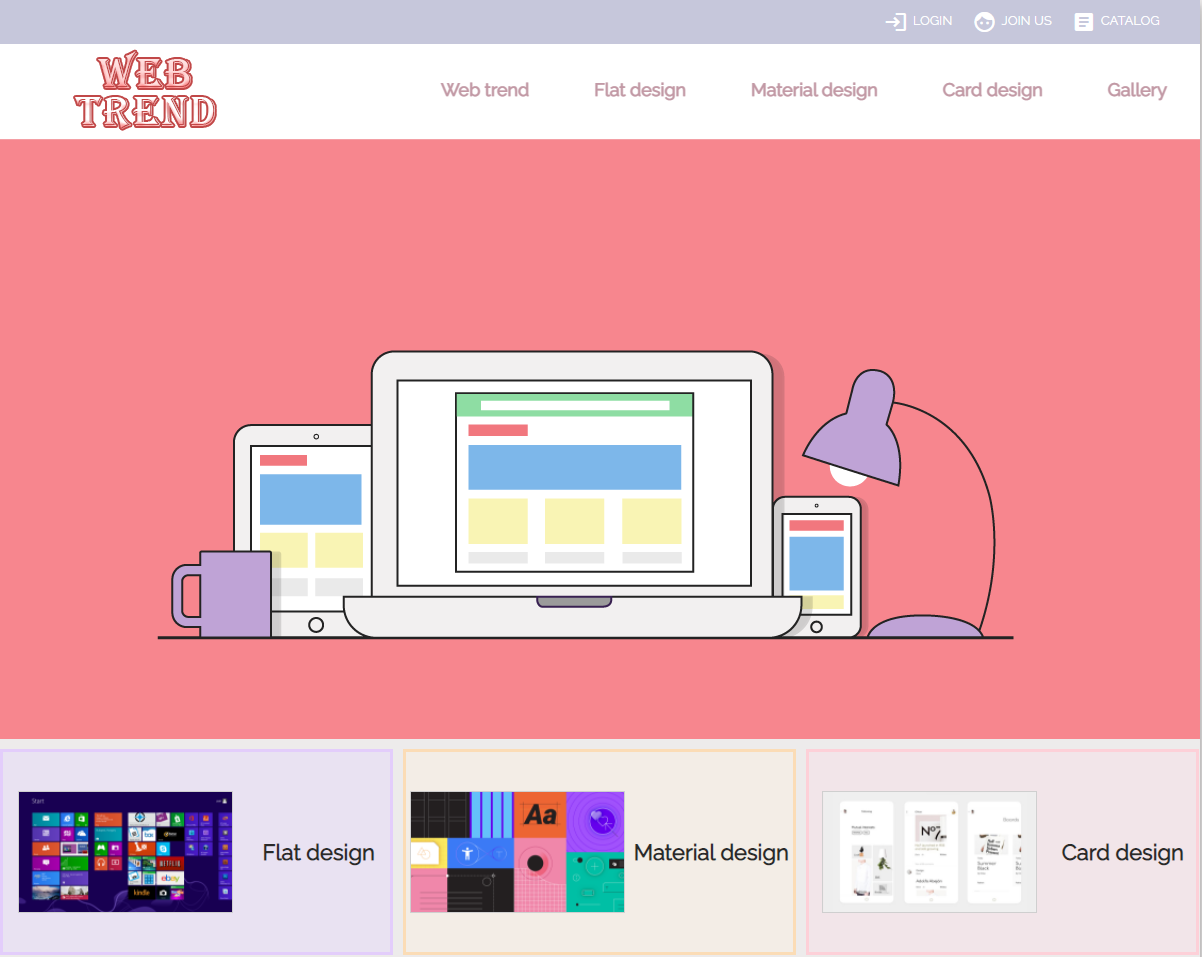 LOGIN JOIN US CATALOG
WEB
TREND
Web trend Flat design Material design Card design Gallery
Start
Aa
NETFLIX
ebay
kindle
Nº7
Flat design
Material design
Card design